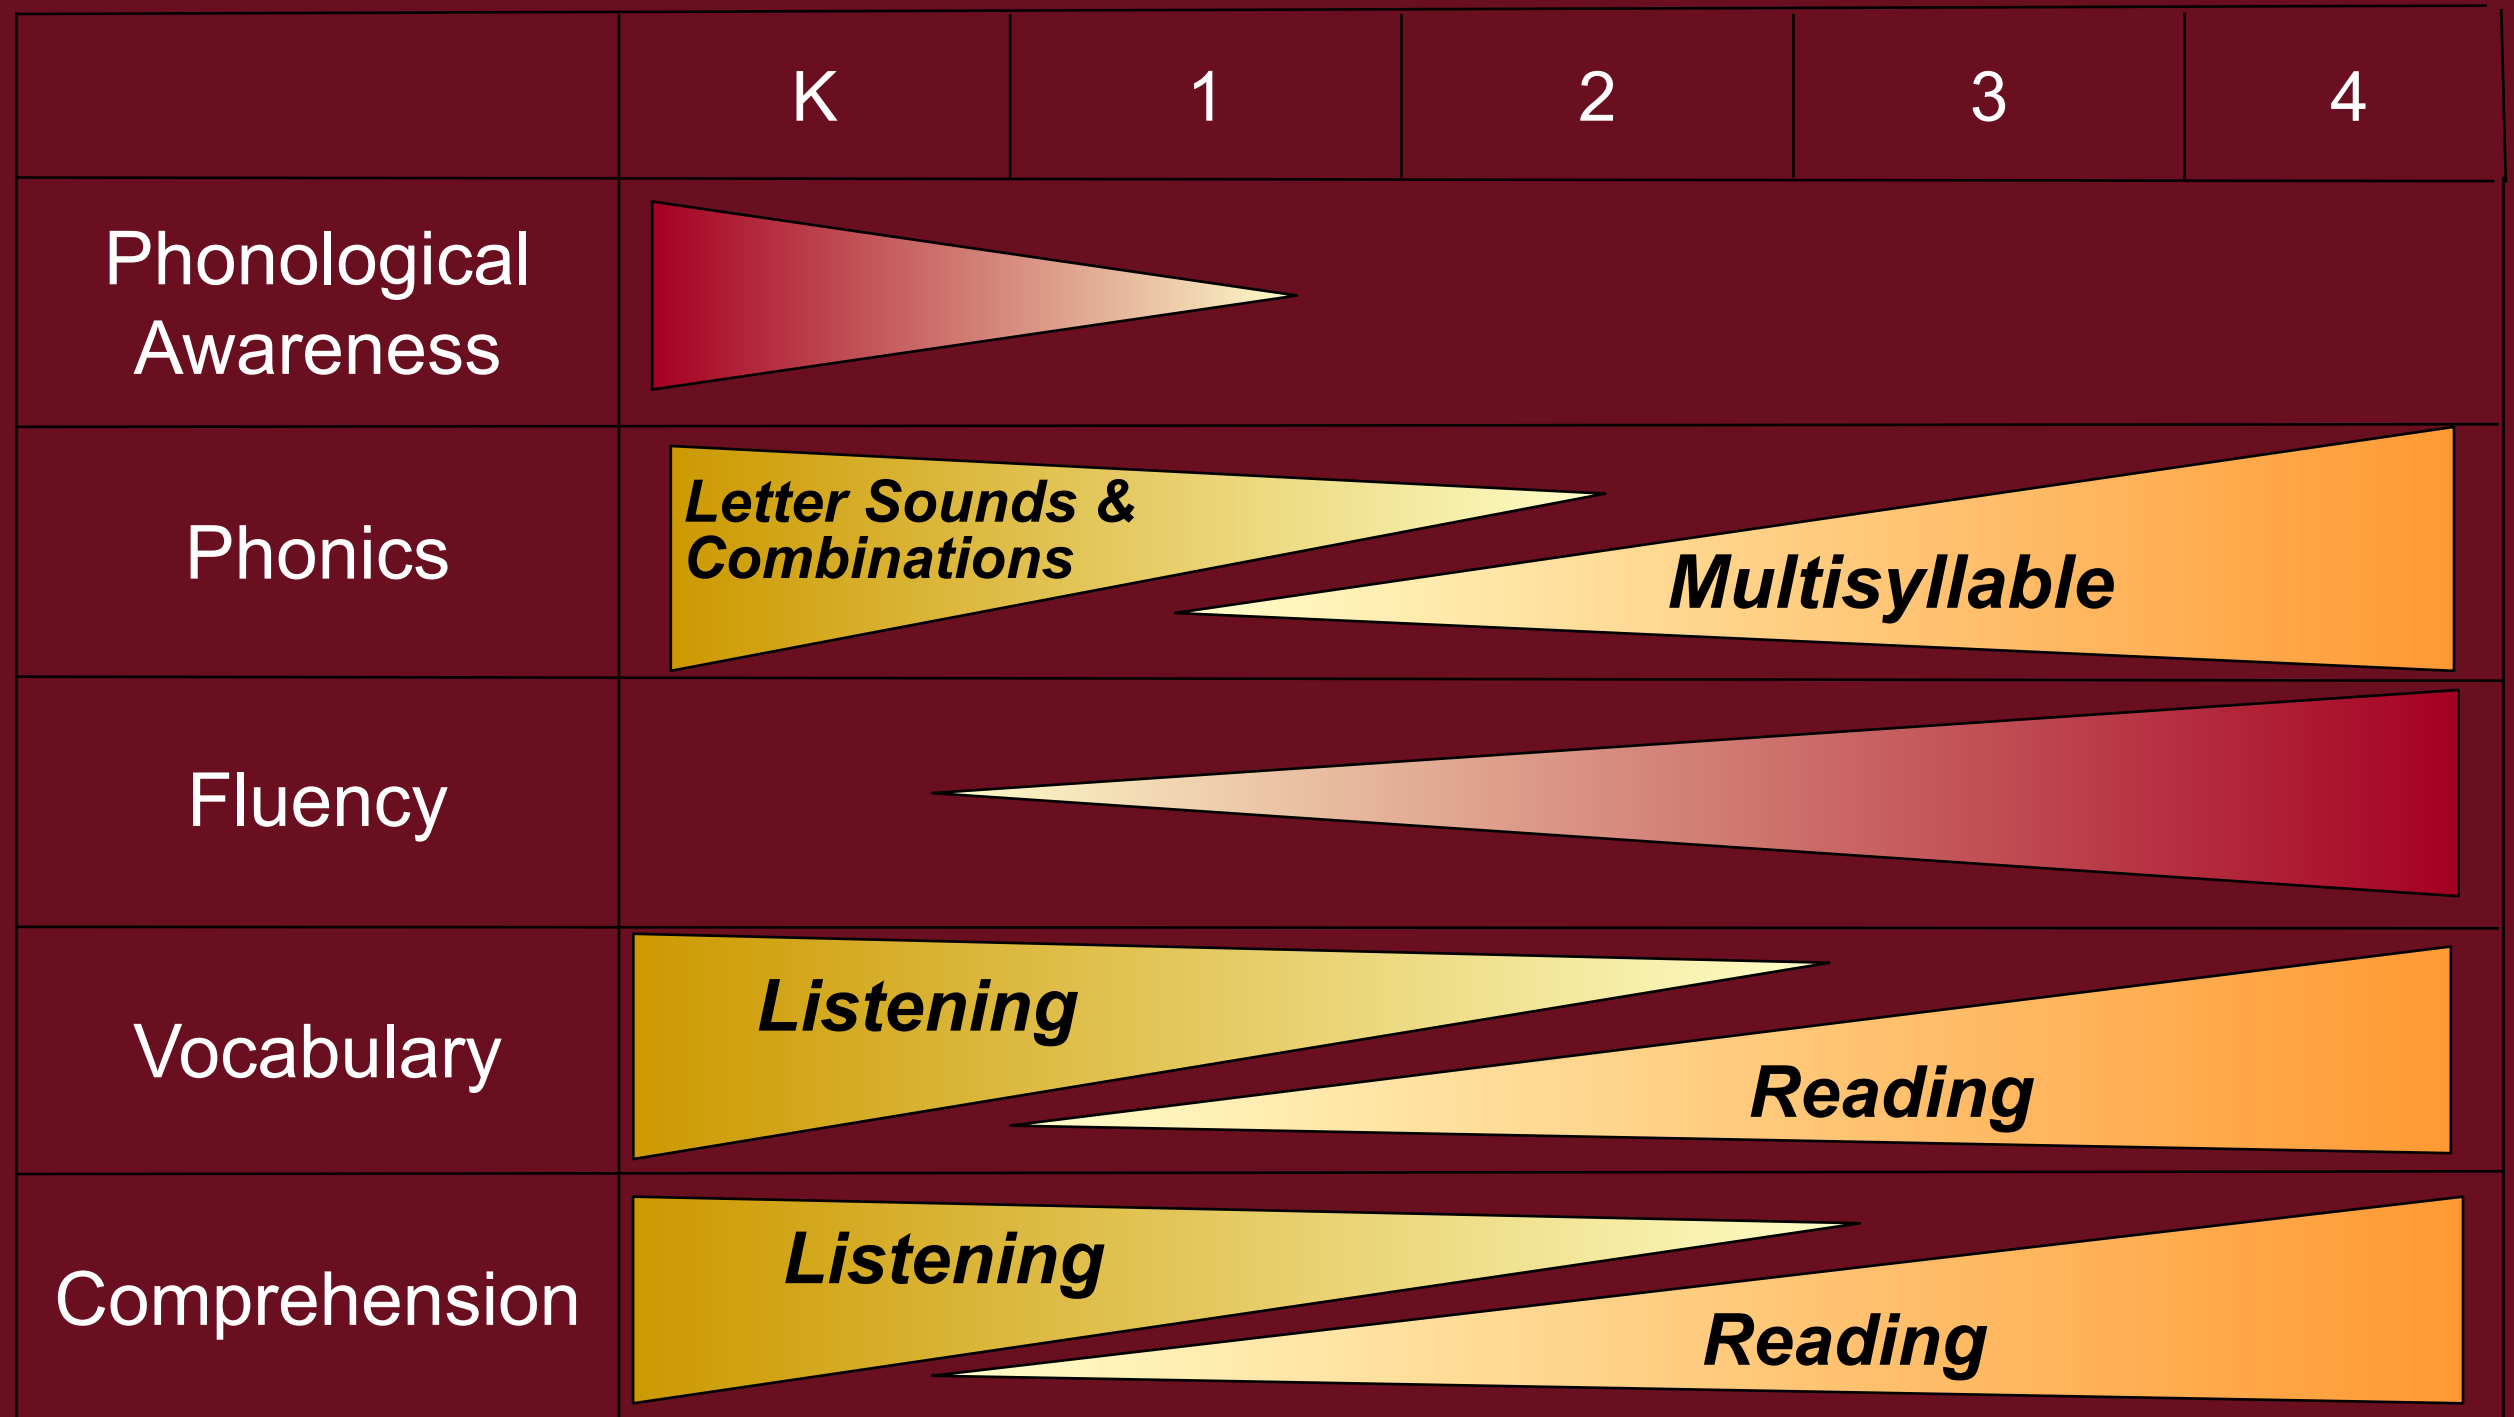 K 1 2 3 4
Phonological
Awareness
Phonics
Letter Sounds &
Combinations
Multisyllable
Fluency
Vocabulary
Listening
Reading
Comprehension
Listening
Reading